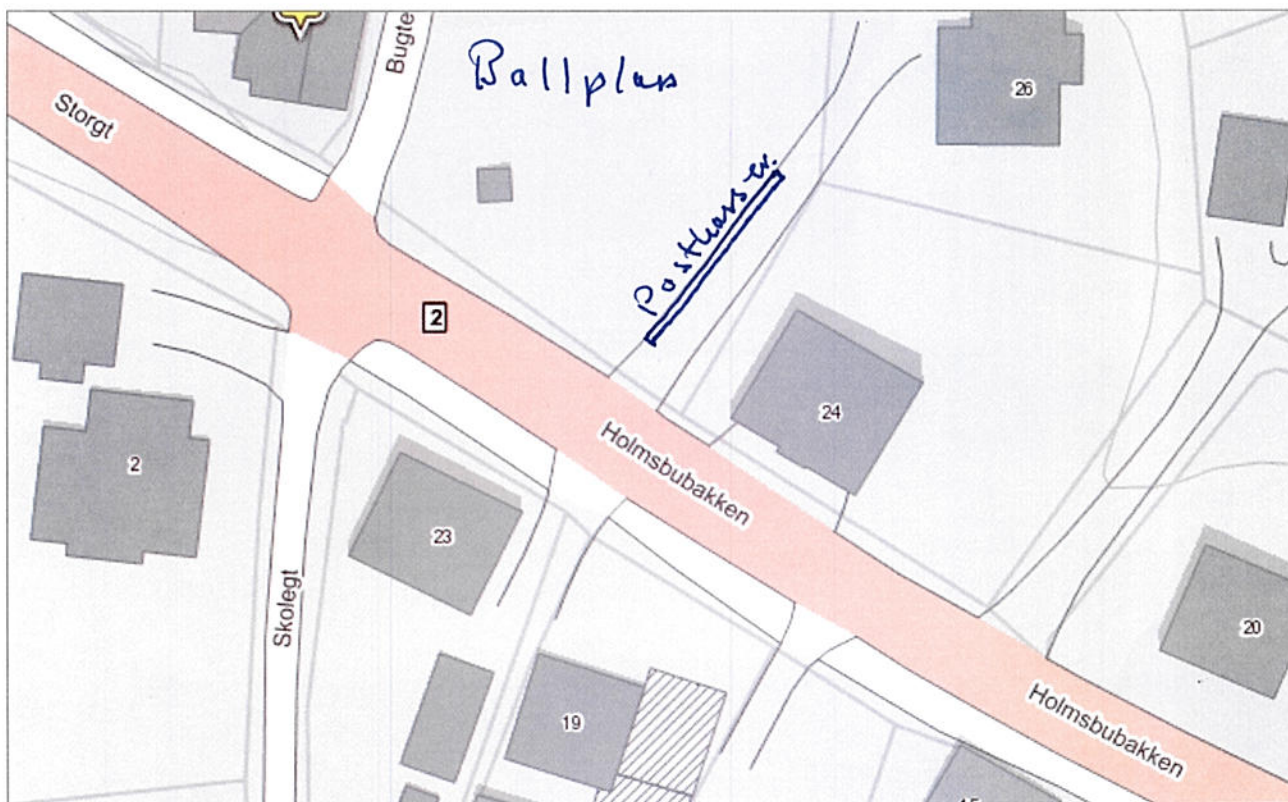 Storgt
Bugte
Ballplass
26
Postkasser.
2
24
Holmsbubakken
2
23
Skolegt
20
19
Holmsbubakken